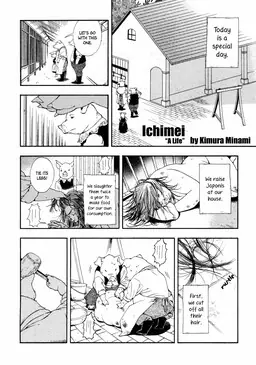 Today is a
special
day.
LET'S GO
WITH THIS
ONE.
Ichimei
"A Life" by Kimura Minami
We raise
Japonis
at our
house.
We slaughter
them twice
a year
to make
food for
our own
consumption.
TIE ITS
LEGS!
First,
we cut
off all
their
hair.